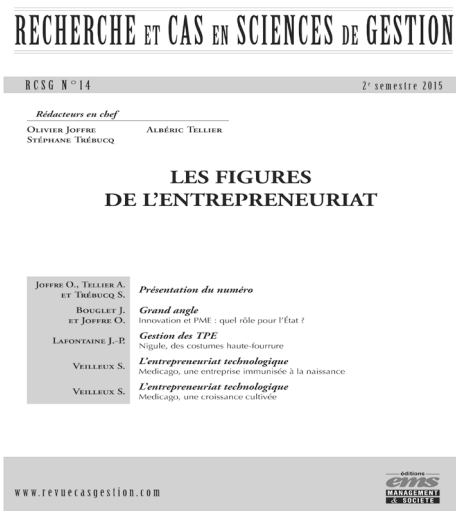 RECHERCHE ET CAS EN SCIENCES DE GESTION
RCSG N°14
2e semestre 2015
Rédacteurs en chef
OLIVIER JOFFRE
ALBÉRIC TELLIER
STÉPHANE TRÉBUCQ
LES FIGURES
DE L'ENTREPRENEURIAT
JOFFRE O., TELLIER A.
ET TRÉBUCQ S.
Présentation du numéro
BOUGLET J.
ET JOFFRE O.
Grand angle
Innovation et PME : quel rôle pour l'État ?
LAFONTAINE J.-P.
Gestion des TPE
Nigule, des costumes haute-fourrure
VEILLEUX S.
L'entrepreneuriat technologique
Medicago, une entreprise immunisée à la naissance
VEILLEUX S.
L'entrepreneuriat technologique
Medicago, une croissance cultivée
www.revuecasgestion.com
éditions
ems
MANAGEMENT
& SOCIÉTÉ